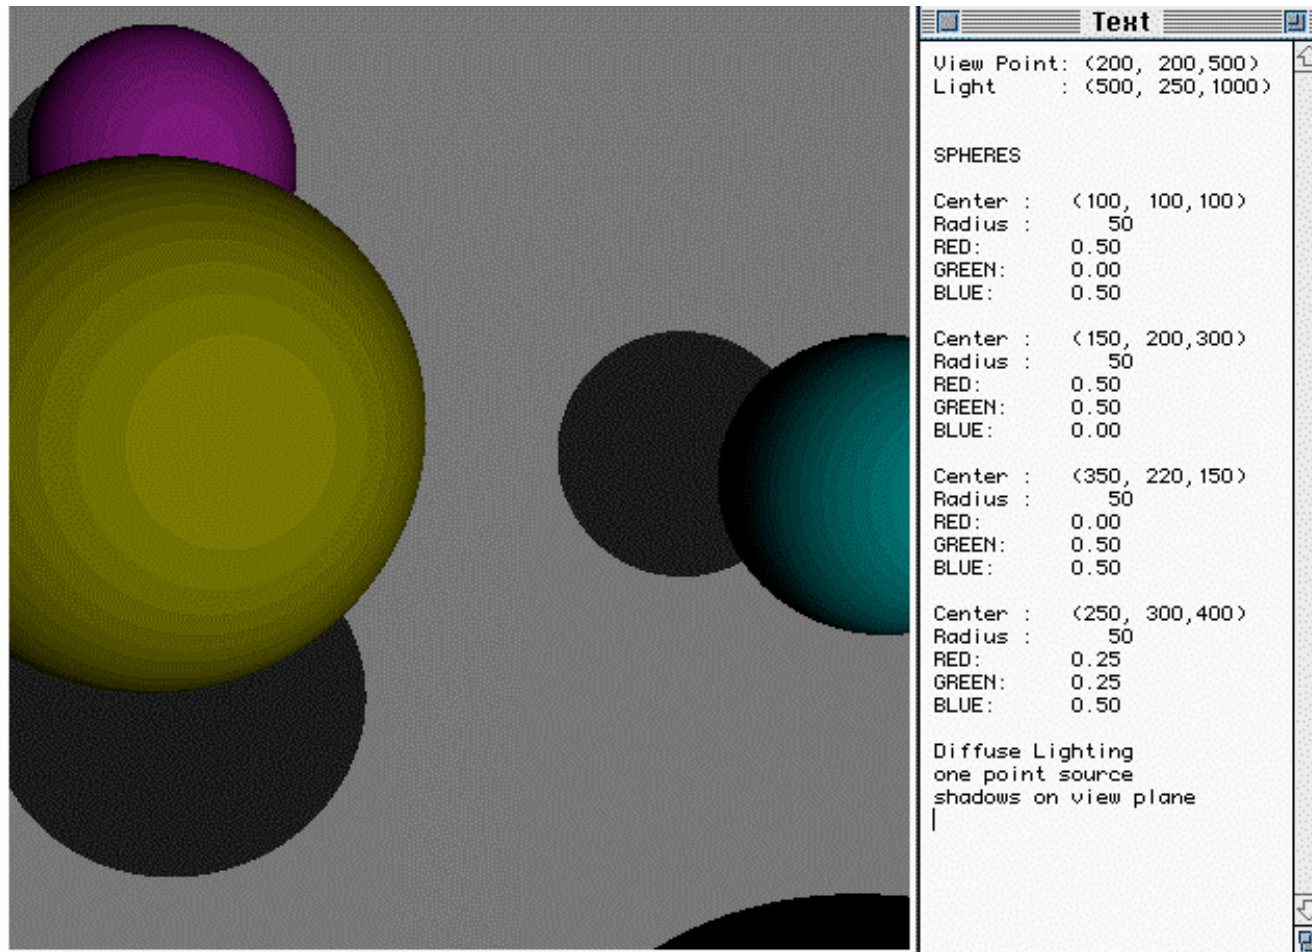 Text
View Point: (200, 200,500)
Light : (500, 250,1000)
SPHERES
Center : (100, 100,100)
Radius : 50
RED: 0.50
GREEN: 0.00
BLUE: 0.50
Center : (150, 200,300)
Radius : 50
RED: 0.50
GREEN: 0.50
BLUE: 0.00
Center : (350, 220,150)
Radius : 50
RED: 0.00
GREEN: 0.50
BLUE: 0.50
Center : (250, 300,400)
Radius : 50
RED: 0.25
GREEN: 0.25
BLUE: 0.50
Diffuse Lighting
one point source
shadows on view plane